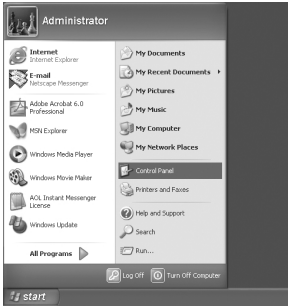 Administrator
Internet
Internet Explorer
E-mail
Netscape Messenger
Adobe Acrobat 6.0
Professional
MSN Explorer
Windows Media Player
Windows Movie Maker
AOL Instant Messenger
License
Windows Update
All Programs
My Documents
My Recent Documents
My Pictures
My Music
My Computer
My Network Places
Control Panel
Printers and Faxes
Help and Support
Search
Run...
Log Off
Turn Off Computer
start